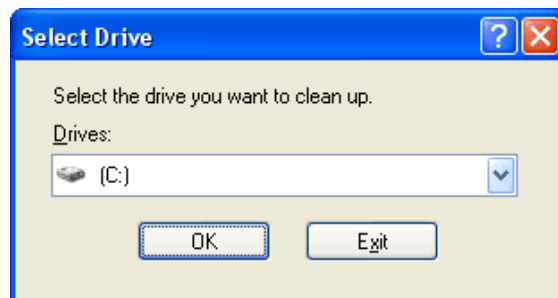 Select Drive
Select the drive you want to clean up.
Drives:
(C:)
OK
Exit